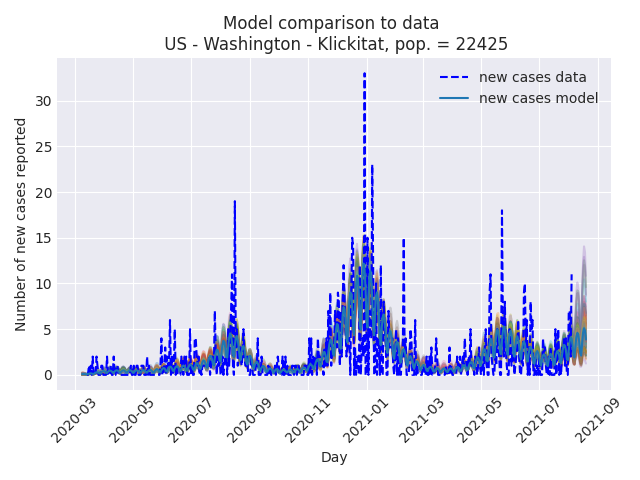 Model comparison to data
US - Washington - Klickitat, pop. = 22425
new cases data
new cases model
Number of new cases reported
30
25
20
15
10
5
0
2020-03
2020-05
2020-07
2020-09
2020-11
2021-01
2021-03
2021-05
2021-07
2021-09
Day